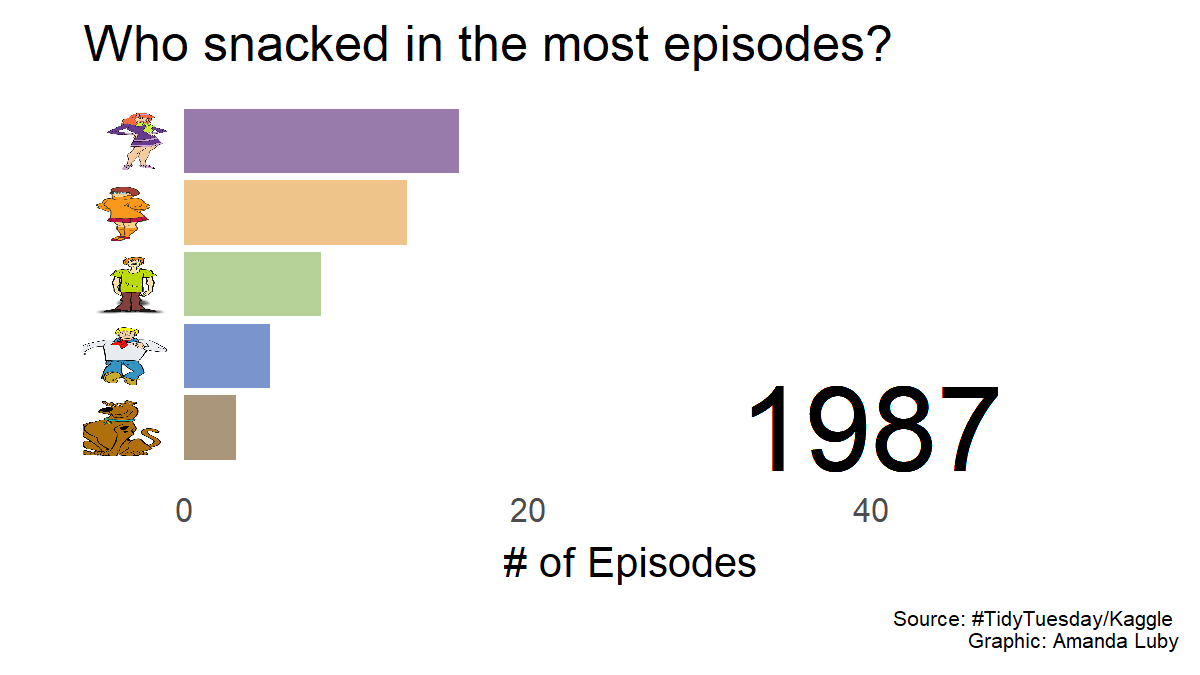 Who snacked in the most episodes?
1987
0 20 40
# of Episodes
Source: #TidyTuesday/Kaggle
Graphic: Amanda Luby